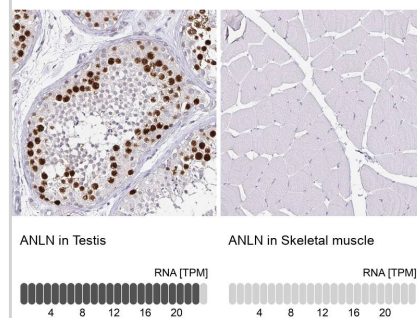 ANLN in Testis
ANLN in Skeletal muscle
RNA [TPM]
RNA [TPM]
4 8 12 16 20
4 8 12 16 20